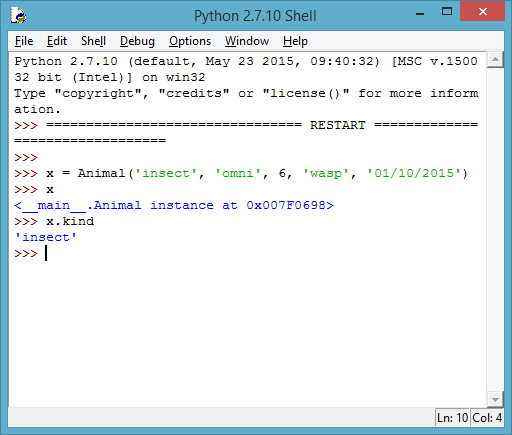 Python 2.7.10 Shell
File Edit Shell Debug Options Window Help
Python 2.7.10 (default, May 23 2015, 09:40:32) [MSC v.1500
32 bit (Intel)] on win32
Type "copyright", "credits" or "license()" for more inform
ation.
>>> ================================ RESTART =============
===================
>>>
>>> x = Animal('insect', 'omni', 6, 'wasp', '01/10/2015')
>>> x
<__main__.Animal instance at 0x007F0698>
>>> x.kind
'insect'
>>>
Ln: 10 Col: 4